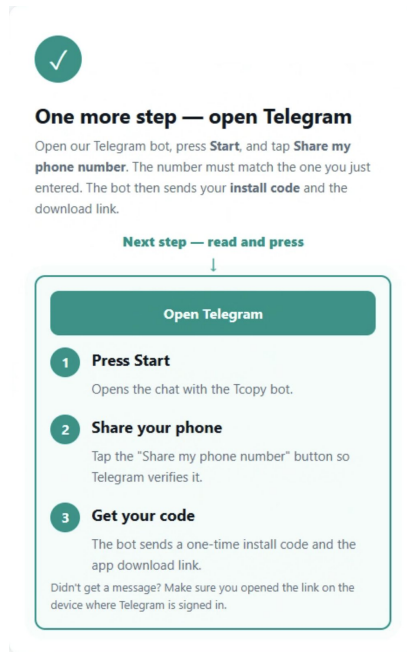 One more step — open Telegram
Open our Telegram bot, press Start, and tap Share my
phone number. The number must match the one you just
entered. The bot then sends your install code and the
download link.
Next step — read and press
↓
Open Telegram
1 Press Start
Opens the chat with the Tcopy bot.
2 Share your phone
Tap the "Share my phone number" button so
Telegram verifies it.
3 Get your code
The bot sends a one-time install code and the
app download link.
Didn't get a message? Make sure you opened the link on the
device where Telegram is signed in.